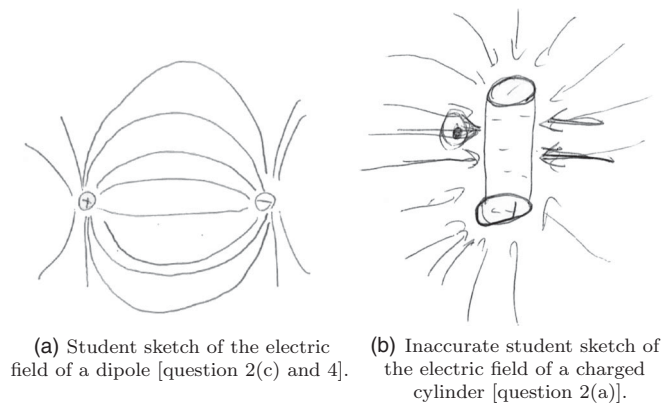 (a) Student sketch of the electric
field of a dipole [question 2(c) and 4].
(b) Inaccurate student sketch of
the electric field of a charged
cylinder [question 2(a)].